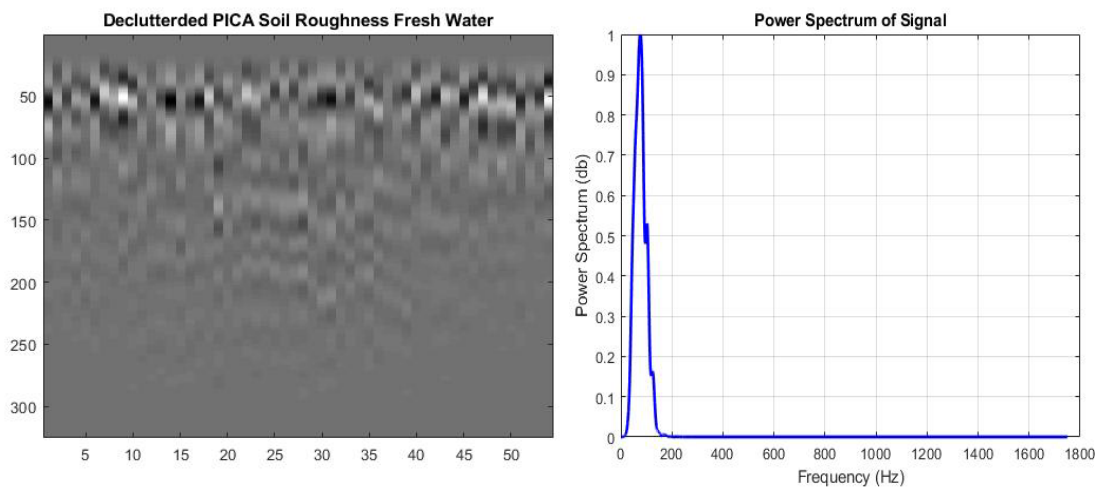 Declutterded PICA Soil Roughness Fresh Water
50
100
150
200
250
300
5 10 15 20 25 30 35 40 45 50
Power Spectrum of Signal
Power Spectrum (db)
1
0.9
0.8
0.7
0.6
0.5
0.4
0.3
0.2
0.1
0
0 200 400 600 800 1000 1200 1400 1600 1800
Frequency (Hz)